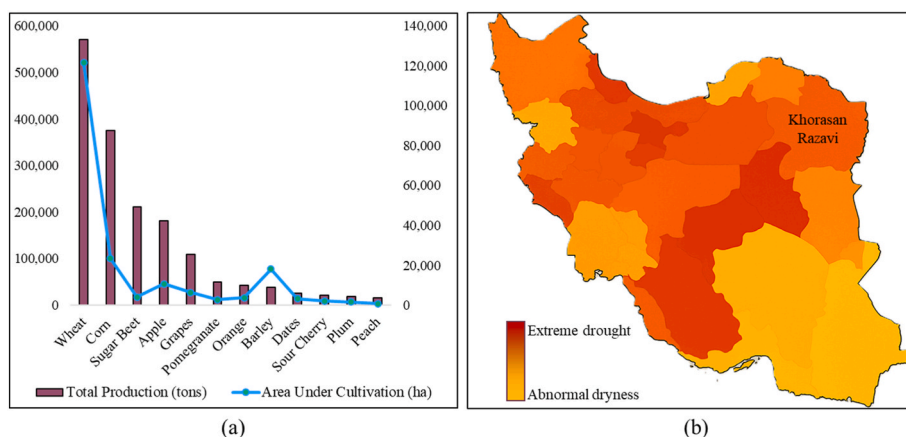 (a)
(b)
600,000
500,000
400,000
300,000
200,000
100,000
0
140,000
120,000
100,000
80,000
60,000
40,000
20,000
0
Wheat
Corn
Sugar Beet
Apple
Grapes
Pomegranate
Orange
Barley
Dates
Sour Cherry
Plum
Peach
Total Production (tons)
Area Under Cultivation (ha)
(a)
Khorasan
Razavi
Extreme drought
Abnormal dryness
(b)